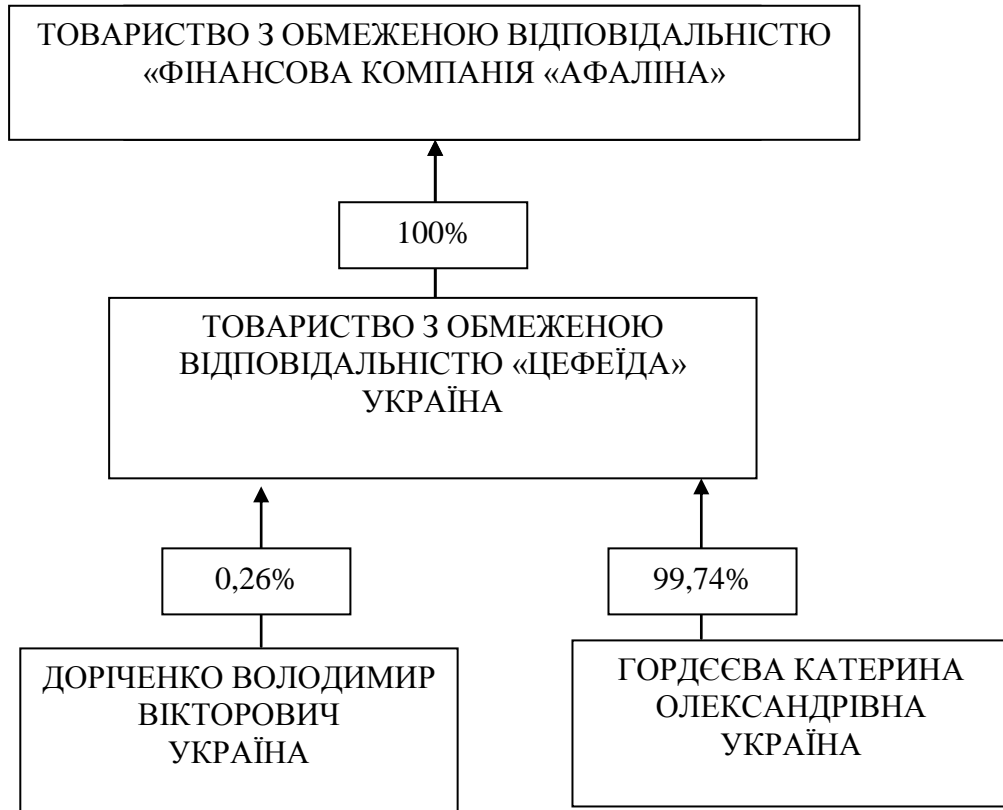 ТОВАРИСТВО З ОБМЕЖЕНОЮ ВІДПОВІДАЛЬНІСТЮ
«ФІНАНСОВА КОМПАНІЯ «АФАЛІНА»
100%
ТОВАРИСТВО З ОБМЕЖЕНОЮ
ВІДПОВІДАЛЬНІСТЮ «ЦЕФЕЇДА»
УКРАЇНА
0,26%
99,74%
ДОРІЧЕНКО ВОЛОДИМИР
ВІКТОРОВИЧ
УКРАЇНА
ГОРДЄЄВА КАТЕРИНА
ОЛЕКСАНДРІВНА
УКРАЇНА